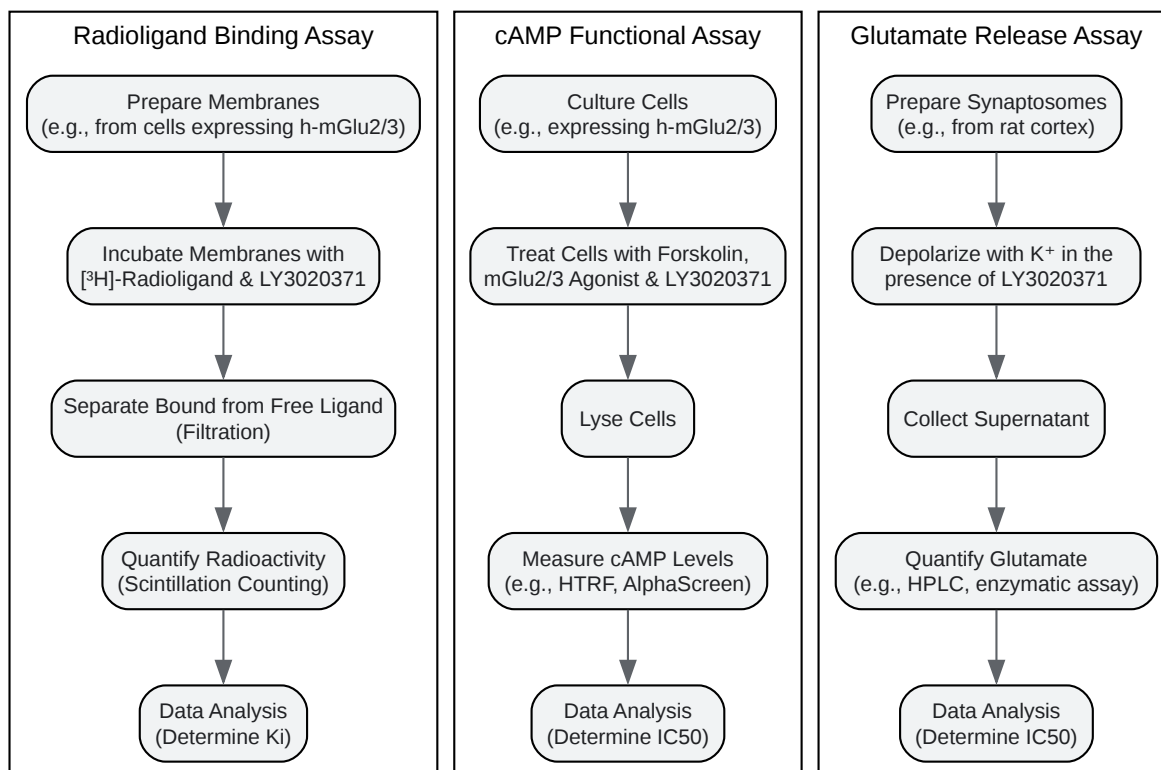 Radioligand Binding Assay
Prepare Membranes
(e.g., from cells expressing h-mGlu2/3)
Incubate Membranes with
[³H]-Radioligand & LY3020371
Separate Bound from Free Ligand
(Filtration)
Quantify Radioactivity
(Scintillation Counting)
Data Analysis
(Determine Ki)
cAMP Functional Assay
Culture Cells
(e.g., expressing h-mGlu2/3)
Treat Cells with Forskolin,
mGlu2/3 Agonist & LY3020371
Lyse Cells
Measure cAMP Levels
(e.g., HTRF, AlphaScreen)
Data Analysis
(Determine IC50)
Glutamate Release Assay
Prepare Synaptosomes
(e.g., from rat cortex)
Depolarize with K⁺ in the
presence of LY3020371
Collect Supernatant
Quantify Glutamate
(e.g., HPLC, enzymatic assay)
Data Analysis
(Determine IC50)